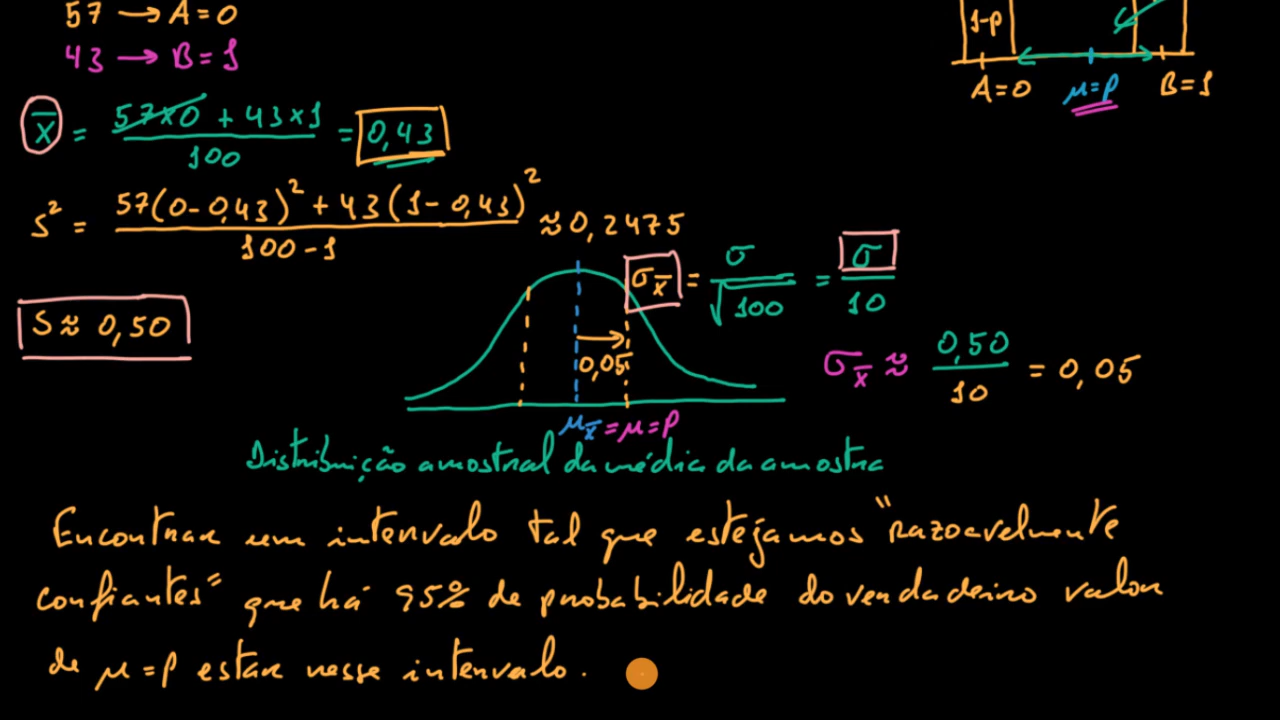 57 → A = 0
43 → B = 1
1-p
A=0 μ=p B=1
x̄ = (57×0 + 43×1)/100 = 0,43
S² = (57(0-0,43)² + 43(1-0,43)²)/(100-1) ≈ 0,2475
σx̄ = σ/√100 = σ/10
S ≈ 0,50
0,05
σx̄ ≈ 0,50/10 = 0,05
μx̄ = μ = p
Distribuição amostral da média da amostra
Encontrar um intervalo tal que estejamos "razoavelmente
confiantes" que há 95% de probabilidade do verdadeiro valor
de μ = p estar nesse intervalo.